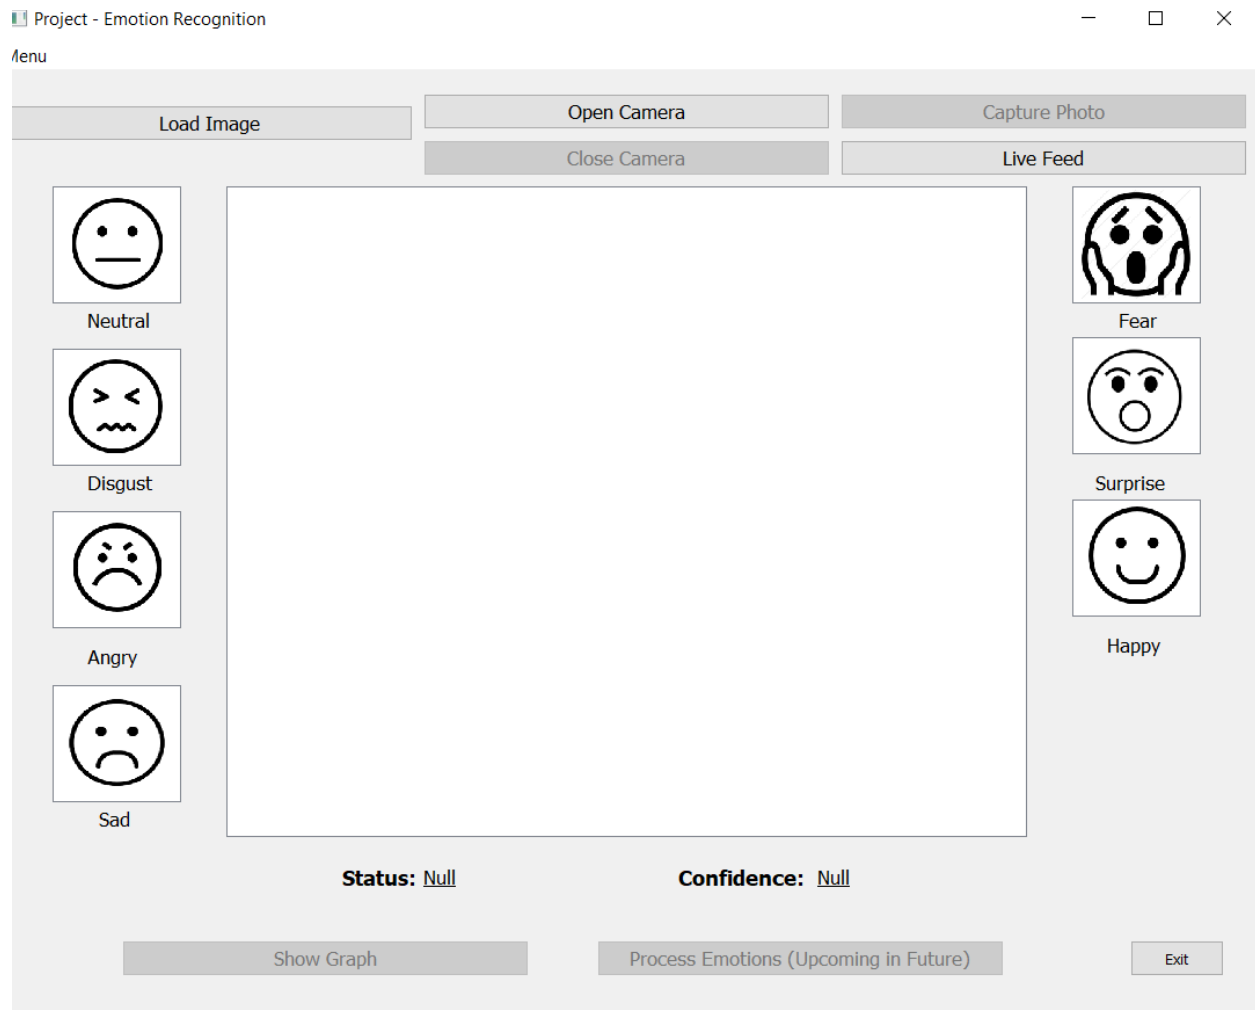 Project - Emotion Recognition
Menu
Load Image
Open Camera
Capture Photo
Close Camera
Live Feed
Neutral
Fear
Disgust
Surprise
Angry
Happy
Sad
Status: Null
Confidence: Null
Show Graph
Process Emotions (Upcoming in Future)
Exit